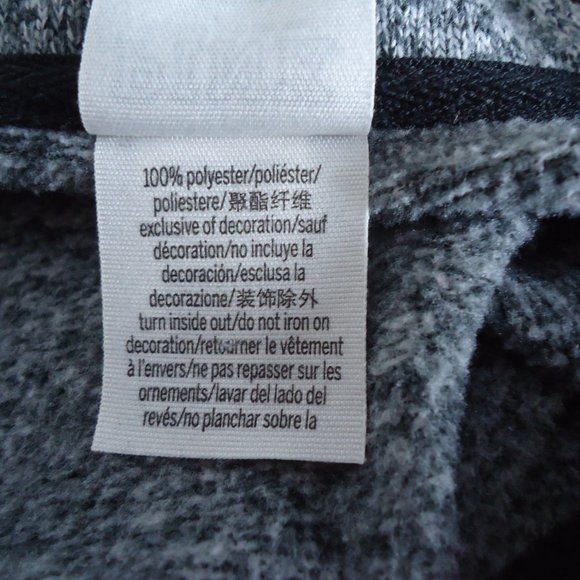 100% polyester/poliéster/
poliestere/聚酯纤维
exclusive of decoration/sauf
décoration/no incluye la
decoración/esclusa la
decorazione/装饰除外
turn inside out/do not iron on
decoration/retourner le vêtement
à l'envers/ne pas repasser sur les
ornements/lavar del lado del
revés/no planchar sobre la